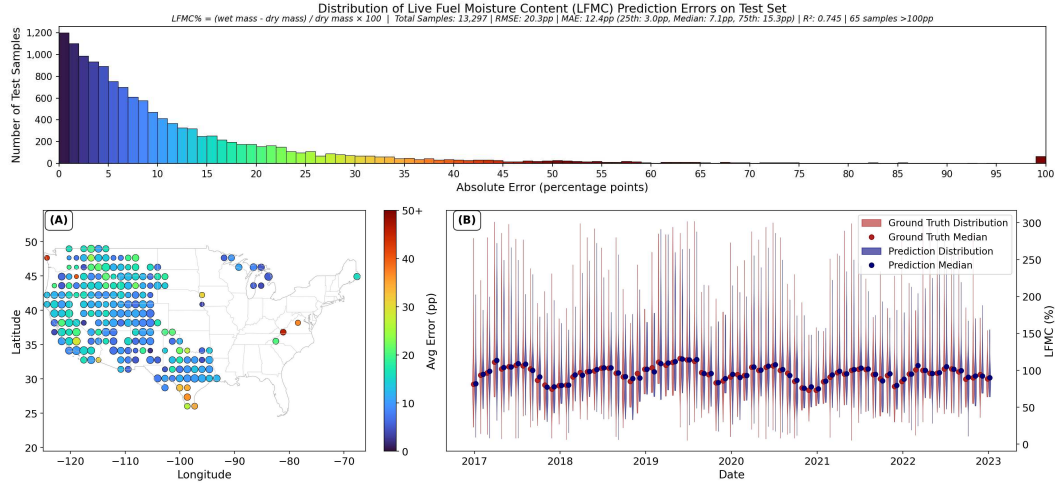 Distribution of Live Fuel Moisture Content (LFMC) Prediction Errors on Test Set
LFMC% = (wet mass - dry mass) / dry mass × 100 | Total Samples: 13,297 | RMSE: 20.3pp | MAE: 12.4pp (25th: 3.0pp, Median: 7.1pp, 75th: 15.3pp) | R²: 0.745 | 65 samples >100pp
Number of Test Samples
1,200
1,000
800
600
400
200
0
0 5 10 15 20 25 30 35 40 45 50 55 60 65 70 75 80 85 90 95 100
Absolute Error (percentage points)
(A)
Latitude
50
45
40
35
30
25
20
−120 −110 −100 −90 −80 −70
Longitude
50+
40
30
20
10
0
Avg Error (pp)
(B)
Ground Truth Distribution
Ground Truth Median
Prediction Distribution
Prediction Median
300
250
200
150
100
50
0
LFMC (%)
2017 2018 2019 2020 2021 2022 2023
Date